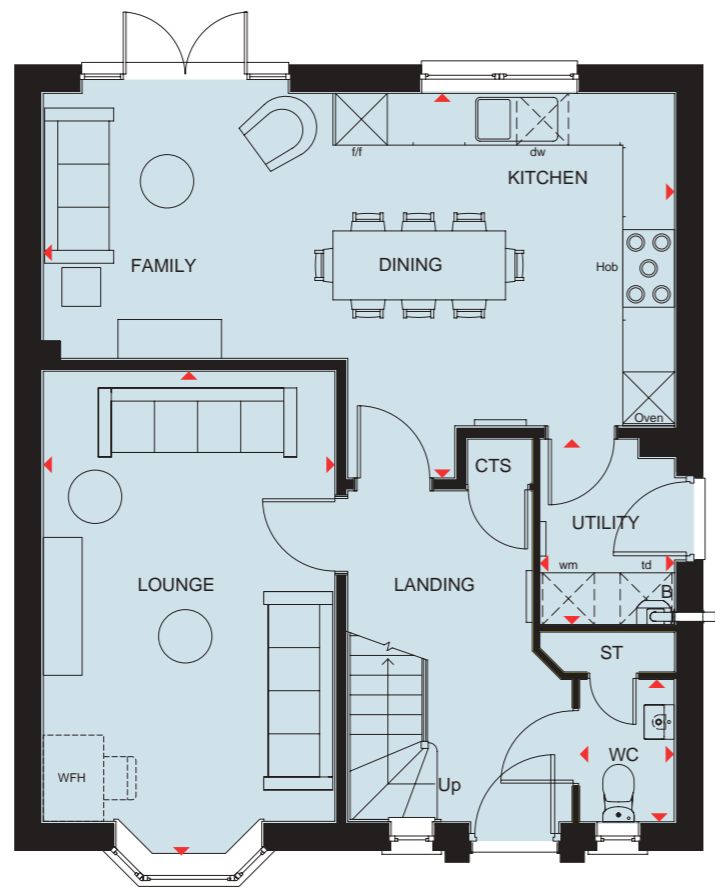 f/f
dw
KITCHEN
FAMILY
DINING
Hob
Oven
CTS
UTILITY
LOUNGE
LANDING
wm
td
B
ST
WC
WFH
Up